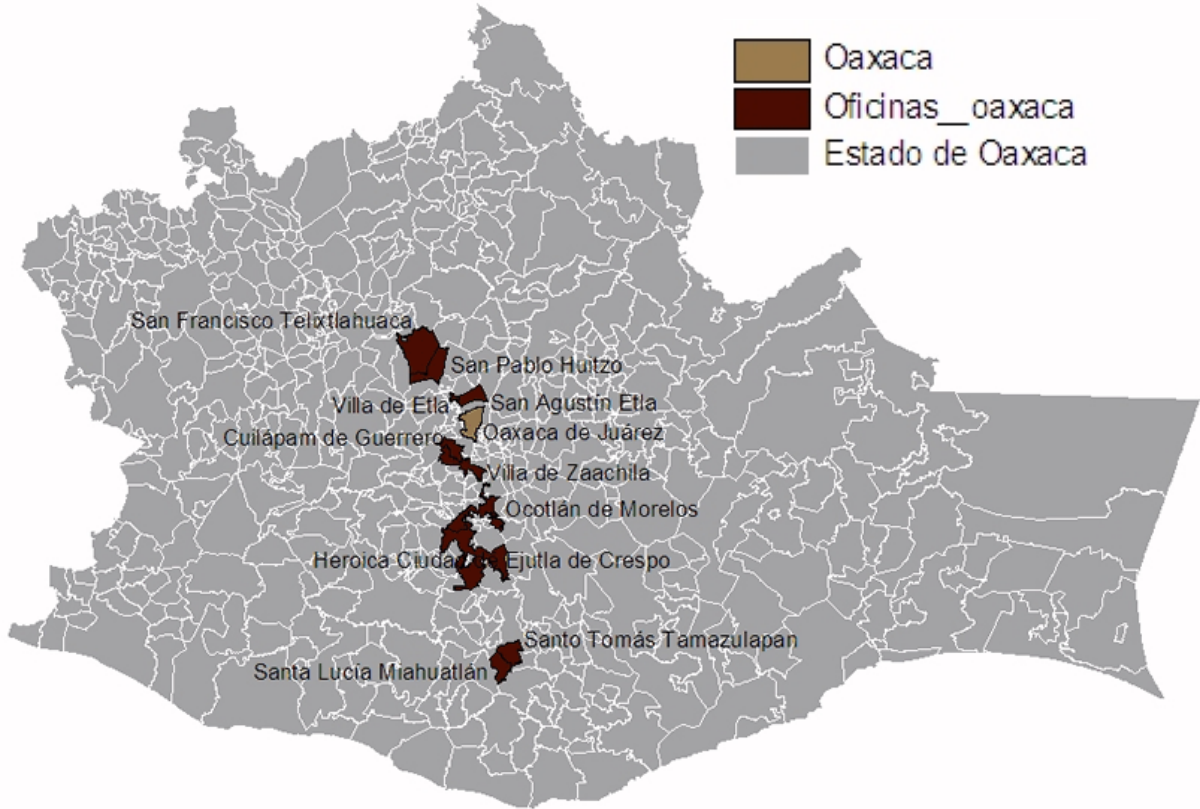 Oaxaca
Oficinas__oaxaca
Estado de Oaxaca
San Francisco Telixtlahuaca
San Pablo Huitzo
Villa de Etla
San Agustín Etla
Cuilápam de Guerrero
Oaxaca de Juárez
Villa de Zaachila
Ocotlán de Morelos
Heroica Ciudad de Ejutla de Crespo
Santo Tomás Tamazulapan
Santa Lucía Miahuatlán